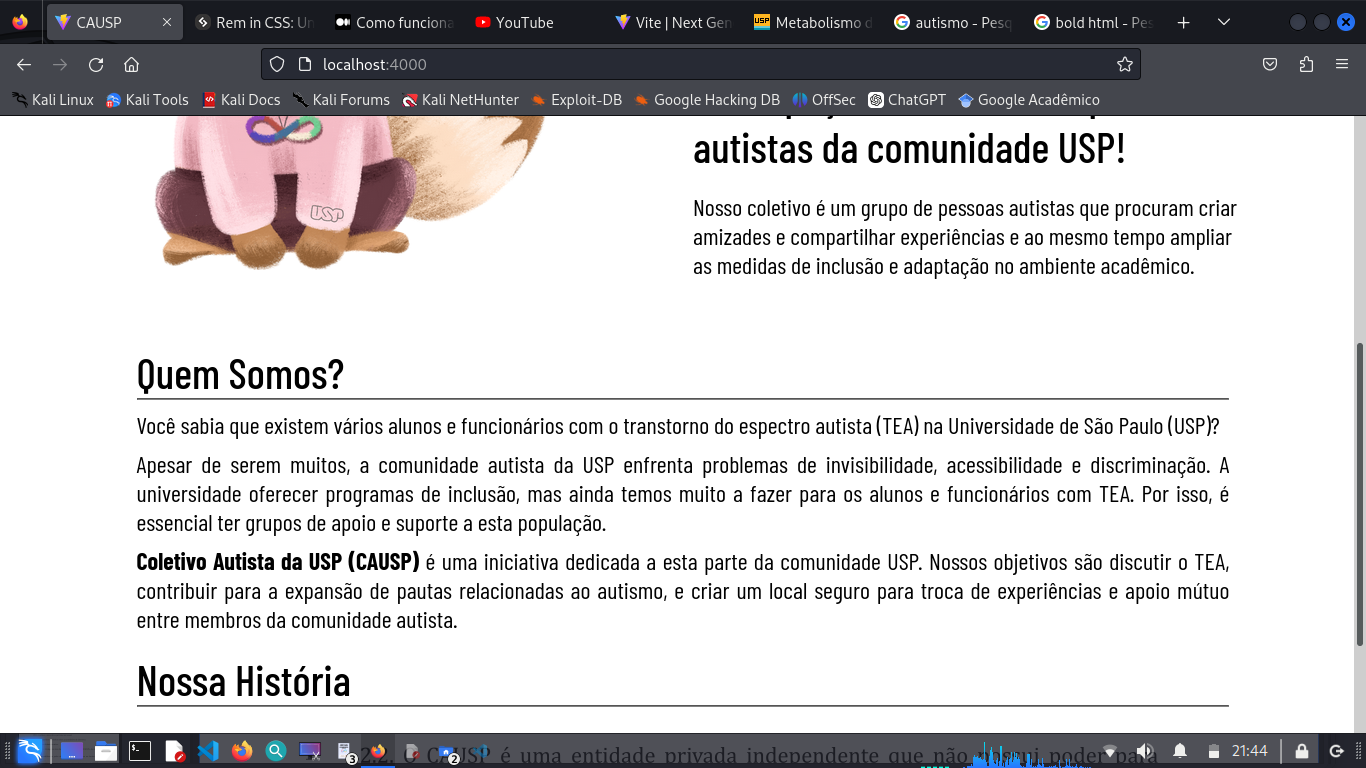 CAUSP
Rem in CSS: Un
Como funciona
YouTube
Vite | Next Gen
USP
Metabolismo d
autismo - Pesq
bold html - Pes
localhost:4000
Kali Linux
Kali Tools
Kali Docs
Kali Forums
Kali NetHunter
Exploit-DB
Google Hacking DB
OffSec
ChatGPT
Google Acadêmico
USP
autistas da comunidade USP!
Nosso coletivo é um grupo de pessoas autistas que procuram criar
amizades e compartilhar experiências e ao mesmo tempo ampliar
as medidas de inclusão e adaptação no ambiente acadêmico.
Quem Somos?
Você sabia que existem vários alunos e funcionários com o transtorno do espectro autista (TEA) na Universidade de São Paulo (USP)?
Apesar de serem muitos, a comunidade autista da USP enfrenta problemas de invisibilidade, acessibilidade e discriminação. A
universidade oferecer programas de inclusão, mas ainda temos muito a fazer para os alunos e funcionários com TEA. Por isso, é
essencial ter grupos de apoio e suporte a esta população.
Coletivo Autista da USP (CAUSP) é uma iniciativa dedicada a esta parte da comunidade USP. Nossos objetivos são discutir o TEA,
contribuir para a expansão de pautas relacionadas ao autismo, e criar um local seguro para troca de experiências e apoio mútuo
entre membros da comunidade autista.
Nossa História
2.2. O CAUSP é uma entidade privada independente que não possui poder para
3
2
21:44